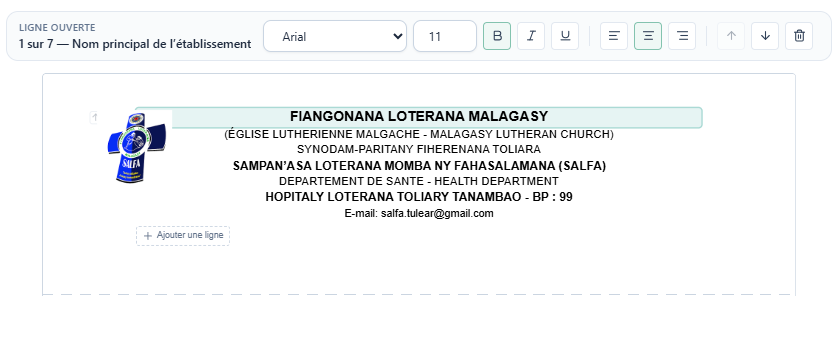 LIGNE OUVERTE
1 sur 7 — Nom principal de l'établissement
Arial
11
B
I
U
FIANGONANA LOTERANA MALAGASY
(ÉGLISE LUTHERIENNE MALGACHE - MALAGASY LUTHERAN CHURCH)
SYNODAM-PARITANY FIHERENANA TOLIARA
SAMPAN'ASA LOTERANA MOMBA NY FAHASALAMANA (SALFA)
DEPARTEMENT DE SANTE - HEALTH DEPARTMENT
HOPITALY LOTERANA TOLIARY TANAMBAO - BP : 99
E-mail: salfa.tulear@gmail.com
SALFA
Ajouter une ligne